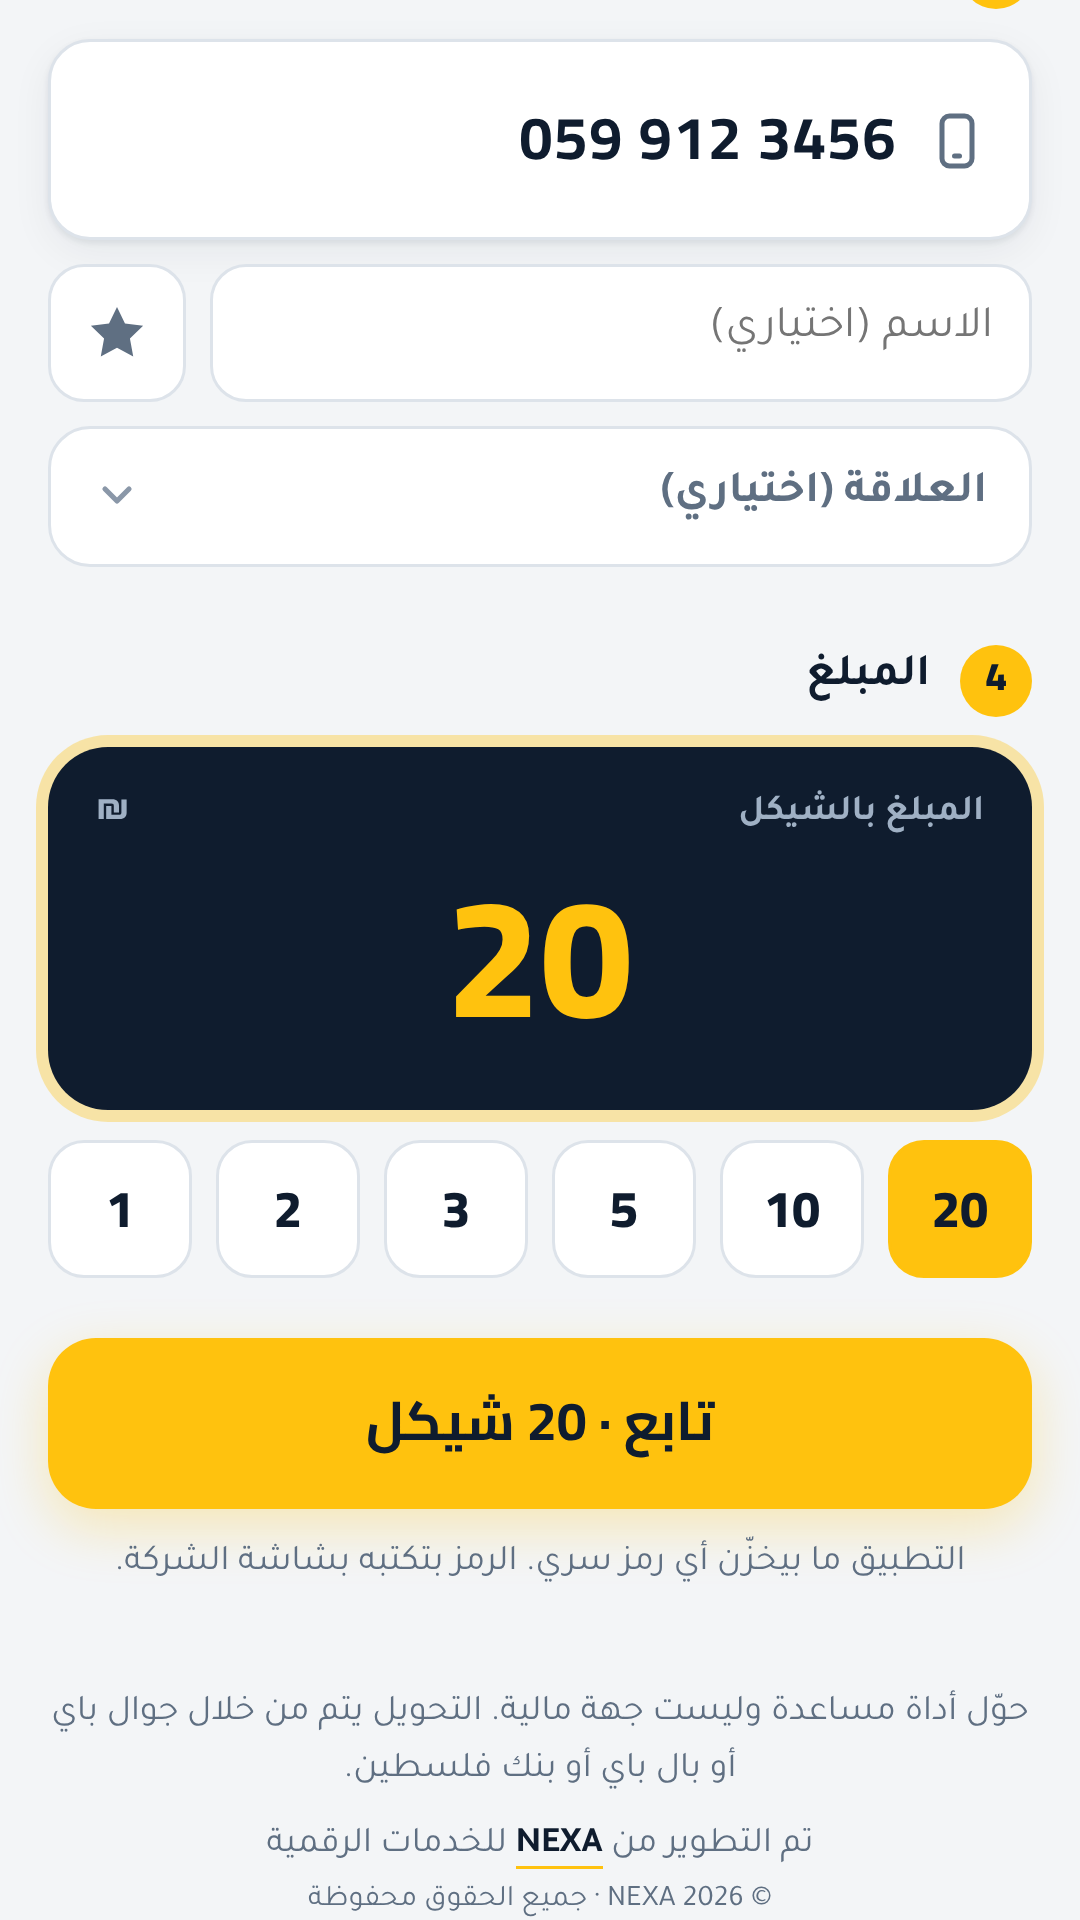 059 912 3456
الاسم (اختياري)
العلاقة (اختياري)
4 المبلغ
المبلغ بالشيكل ₪
20
20 10 5 3 2 1
تابع · 20 شيكل
التطبيق ما بيخزّن أي رمز سري. الرمز بتكتبه بشاشة الشركة.
حوّل أداة مساعدة وليست جهة مالية. التحويل يتم من خلال جوال باي
أو بال باي أو بنك فلسطين.
تم التطوير من NEXA للخدمات الرقمية
© 2026 NEXA · جميع الحقوق محفوظة